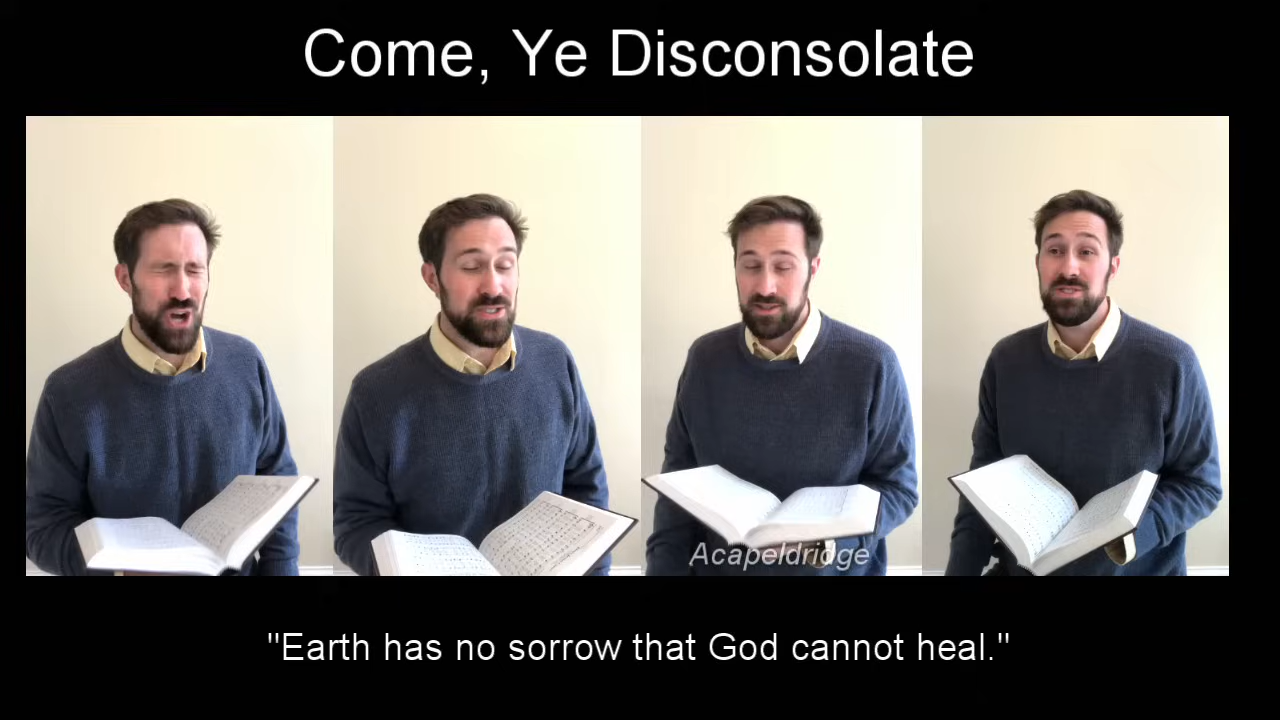 Come, Ye Disconsolate
Acapeldridge
"Earth has no sorrow that God cannot heal."